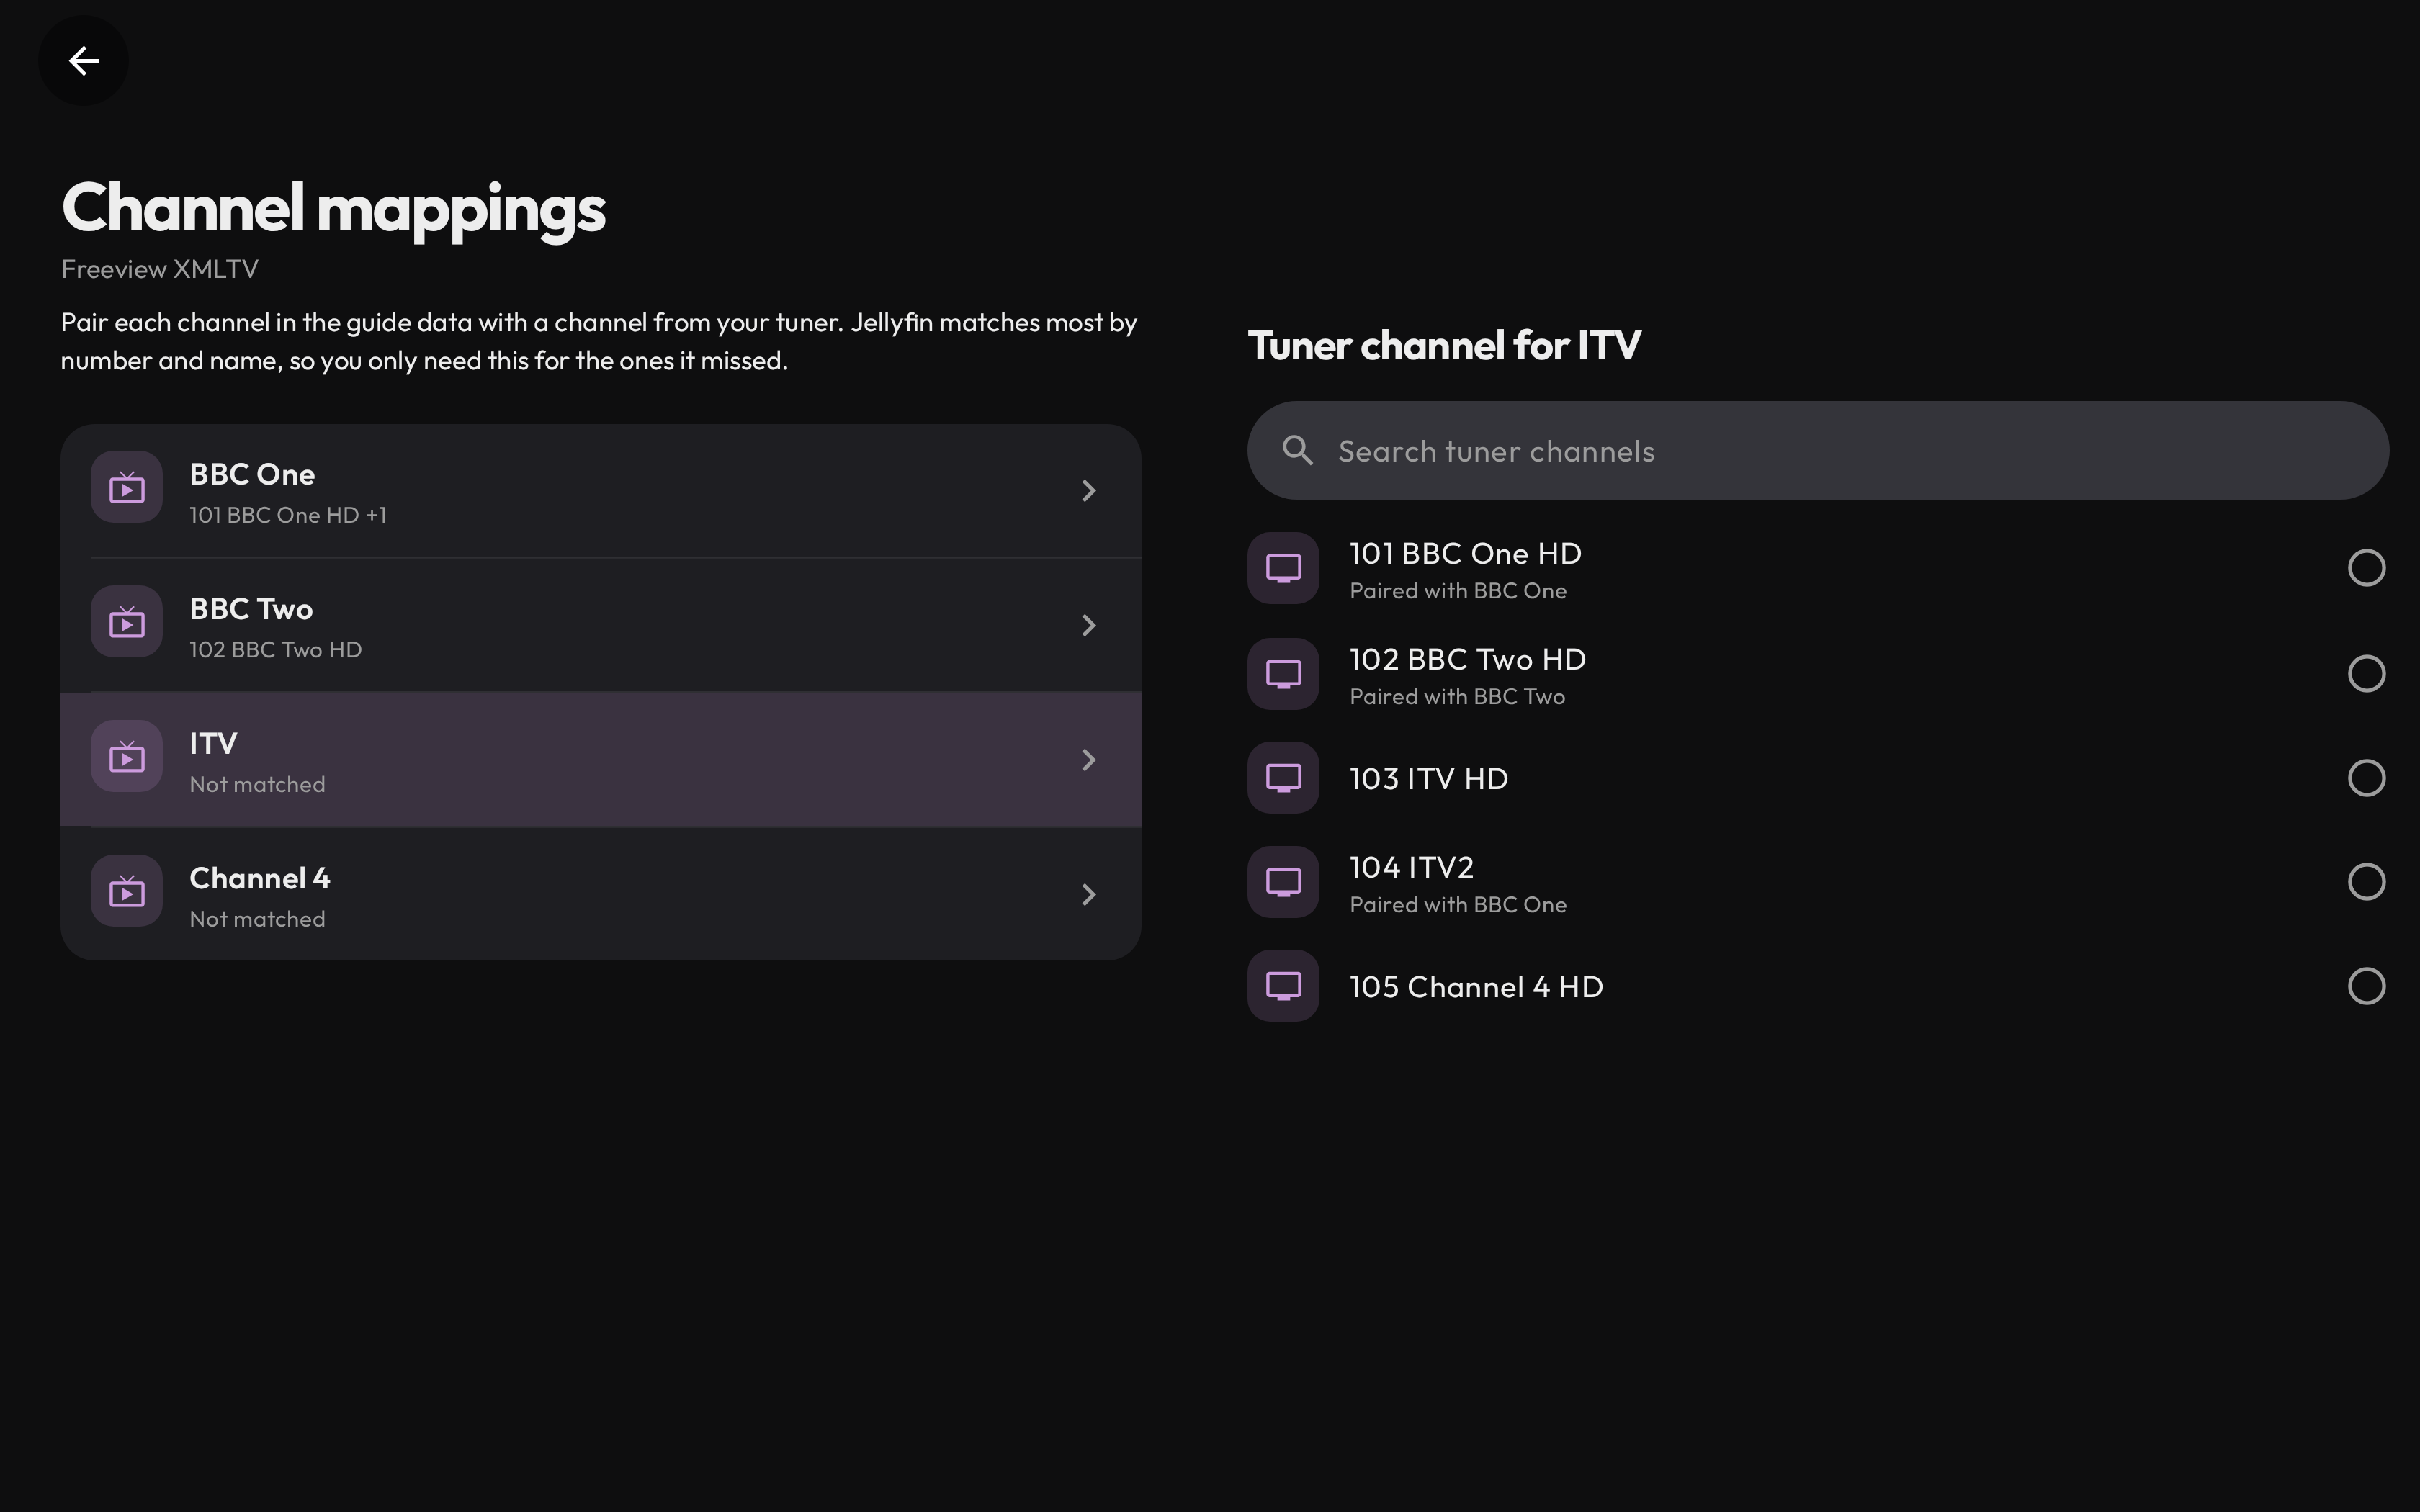 Channel mappings
Freeview XMLTV
Pair each channel in the guide data with a channel from your tuner. Jellyfin matches most by
number and name, so you only need this for the ones it missed.
BBC One
101 BBC One HD +1
BBC Two
102 BBC Two HD
ITV
Not matched
Channel 4
Not matched
Tuner channel for ITV
Search tuner channels
101 BBC One HD
Paired with BBC One
102 BBC Two HD
Paired with BBC Two
103 ITV HD
104 ITV2
Paired with BBC One
105 Channel 4 HD